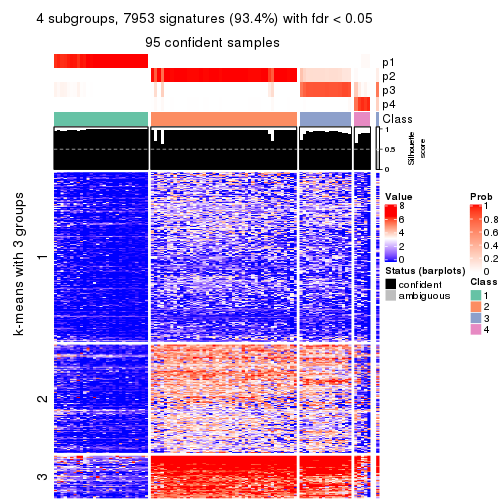 4 subgroups, 7953 signatures (93.4%) with fdr < 0.05
95 confident samples
p1
p2
p3
p4
Class
1
0.5
0
Silhouette
score
k-means with 3 groups
1
2
3
Value
8
6
4
2
0
Status (barplots)
confident
ambiguous
Prob
1
0.8
0.6
0.4
0.2
0
Class
1
2
3
4